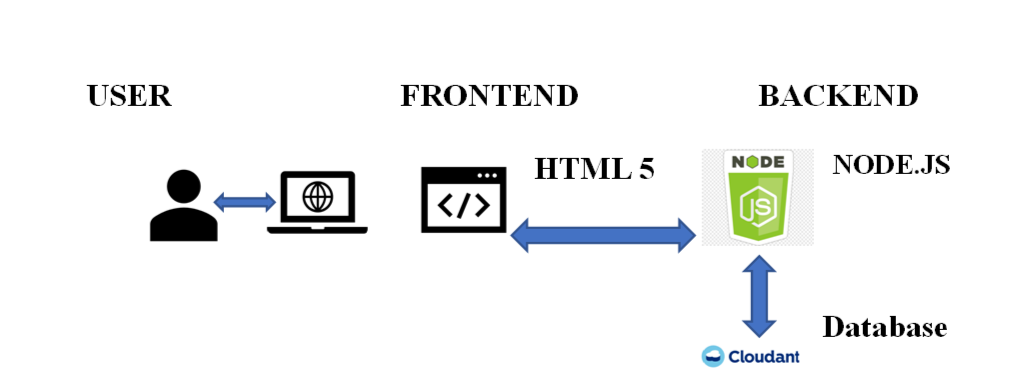 USER
FRONTEND
BACKEND
HTML 5
NODE
NODE.JS
</>
JS
Database
Cloudant